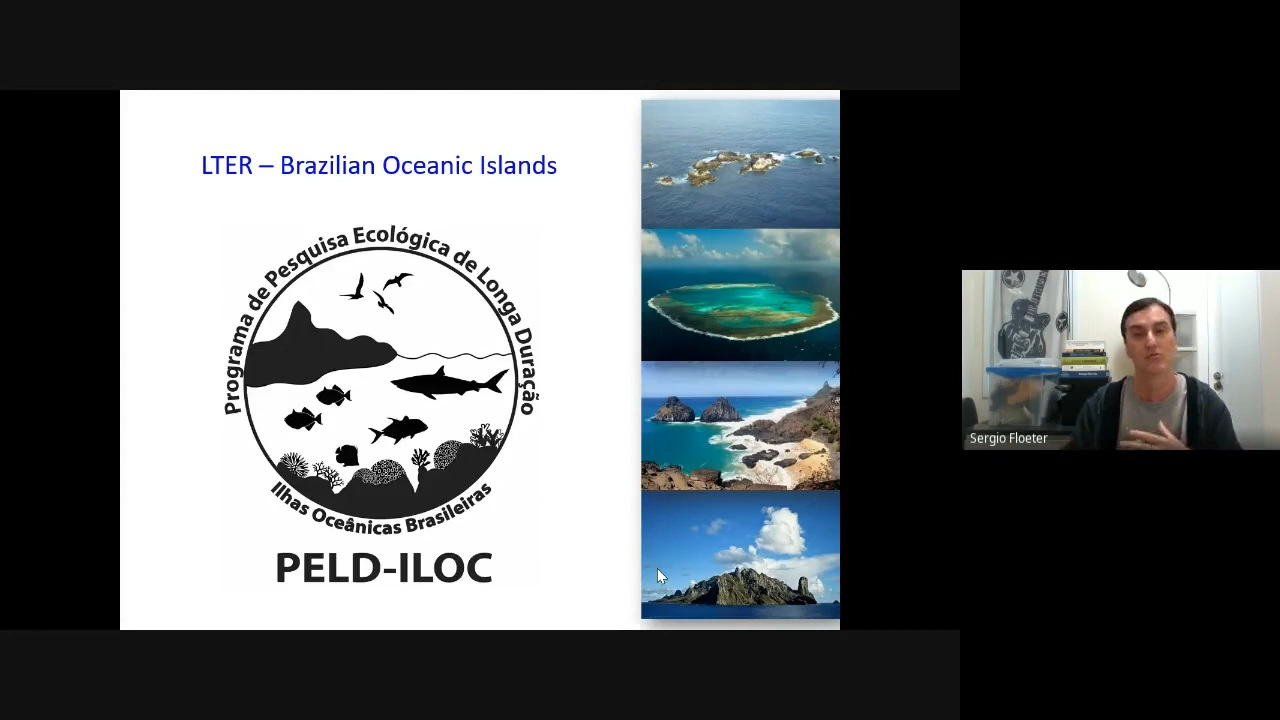 LTER – Brazilian Oceanic Islands
Programa de Pesquisa Ecológica de Longa Duração
Ilhas Oceânicas Brasileiras
PELD-ILOC
Sergio Floeter